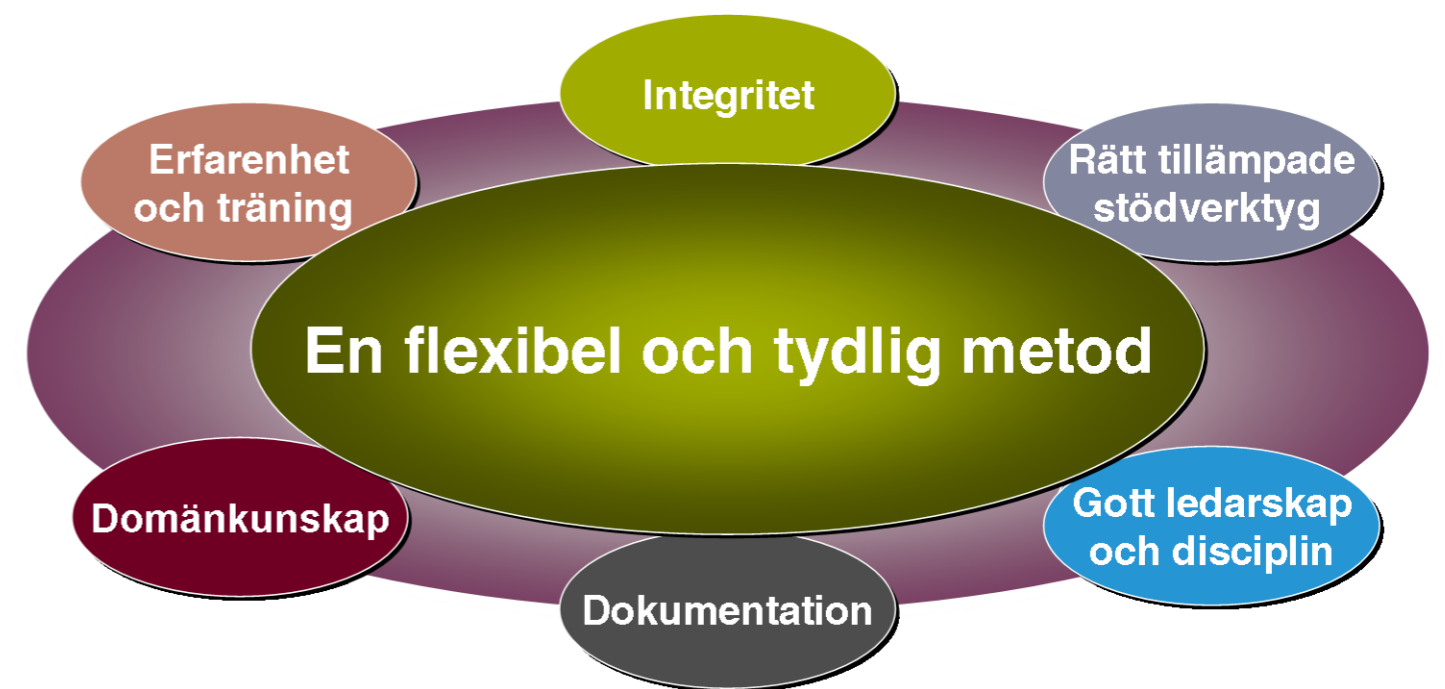 Integritet
Erfarenhet
och träning
Rätt tillämpade
stödverktyg
En flexibel och tydlig metod
Domänkunskap
Gott ledarskap
och disciplin
Dokumentation